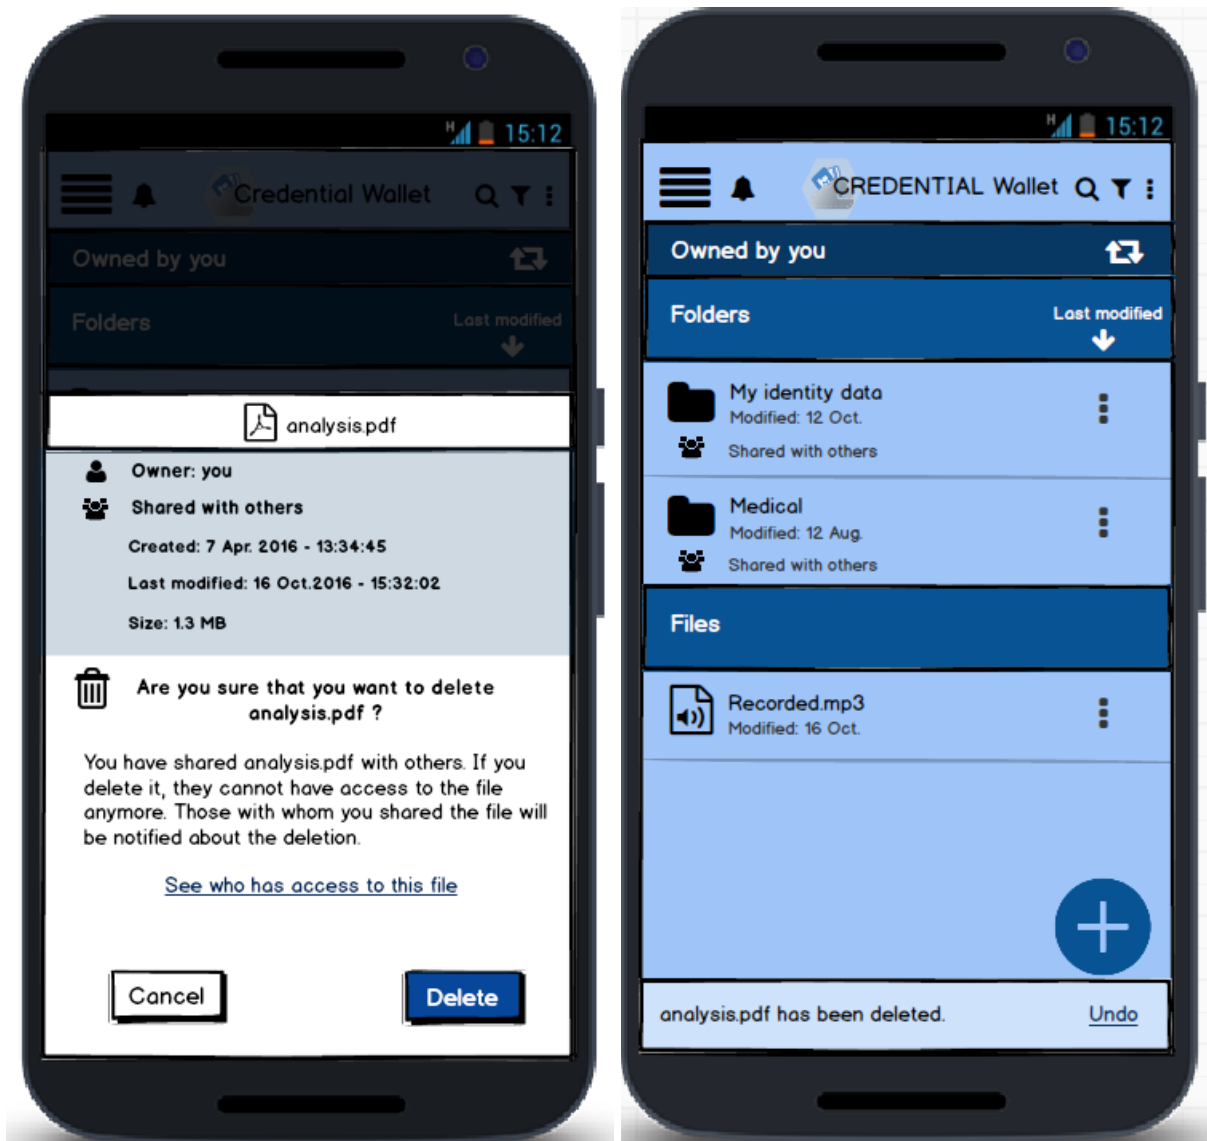 H 15:12
Credential Wallet
Owned by you
Folders
Last modified
analysis.pdf
Owner: you
Shared with others
Created: 7 Apr. 2016 - 13:34:45
Last modified: 16 Oct.2016 - 15:32:02
Size: 1.3 MB
Are you sure that you want to delete
analysis.pdf ?
You have shared analysis.pdf with others. If you
delete it, they cannot have access to the file
anymore. Those with whom you shared the file will
be notified about the deletion.
See who has access to this file
Cancel
Delete
H 15:12
CREDENTIAL Wallet
Owned by you
Folders
Last modified
My identity data
Modified: 12 Oct.
Shared with others
Medical
Modified: 12 Aug.
Shared with others
Files
Recorded.mp3
Modified: 16 Oct.
analysis.pdf has been deleted.
Undo